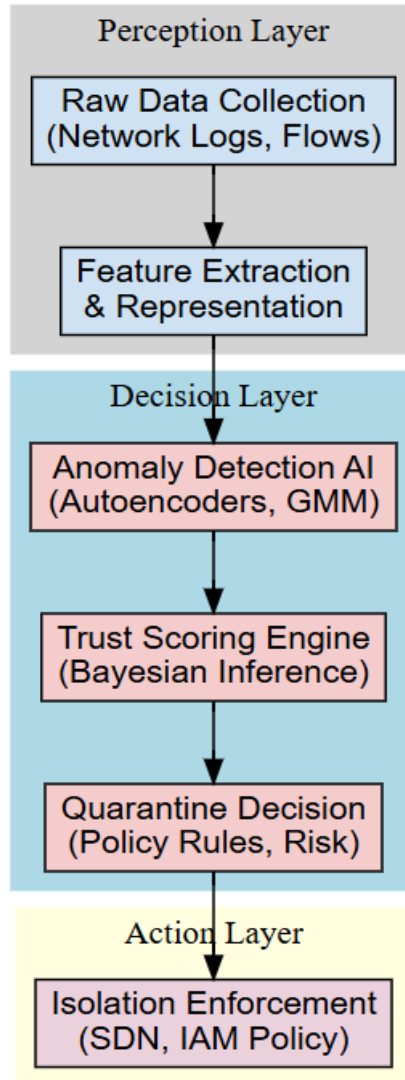 Perception Layer
Raw Data Collection
(Network Logs, Flows)
Feature Extraction
& Representation
Decision Layer
Anomaly Detection AI
(Autoencoders, GMM)
Trust Scoring Engine
(Bayesian Inference)
Quarantine Decision
(Policy Rules, Risk)
Action Layer
Isolation Enforcement
(SDN, IAM Policy)